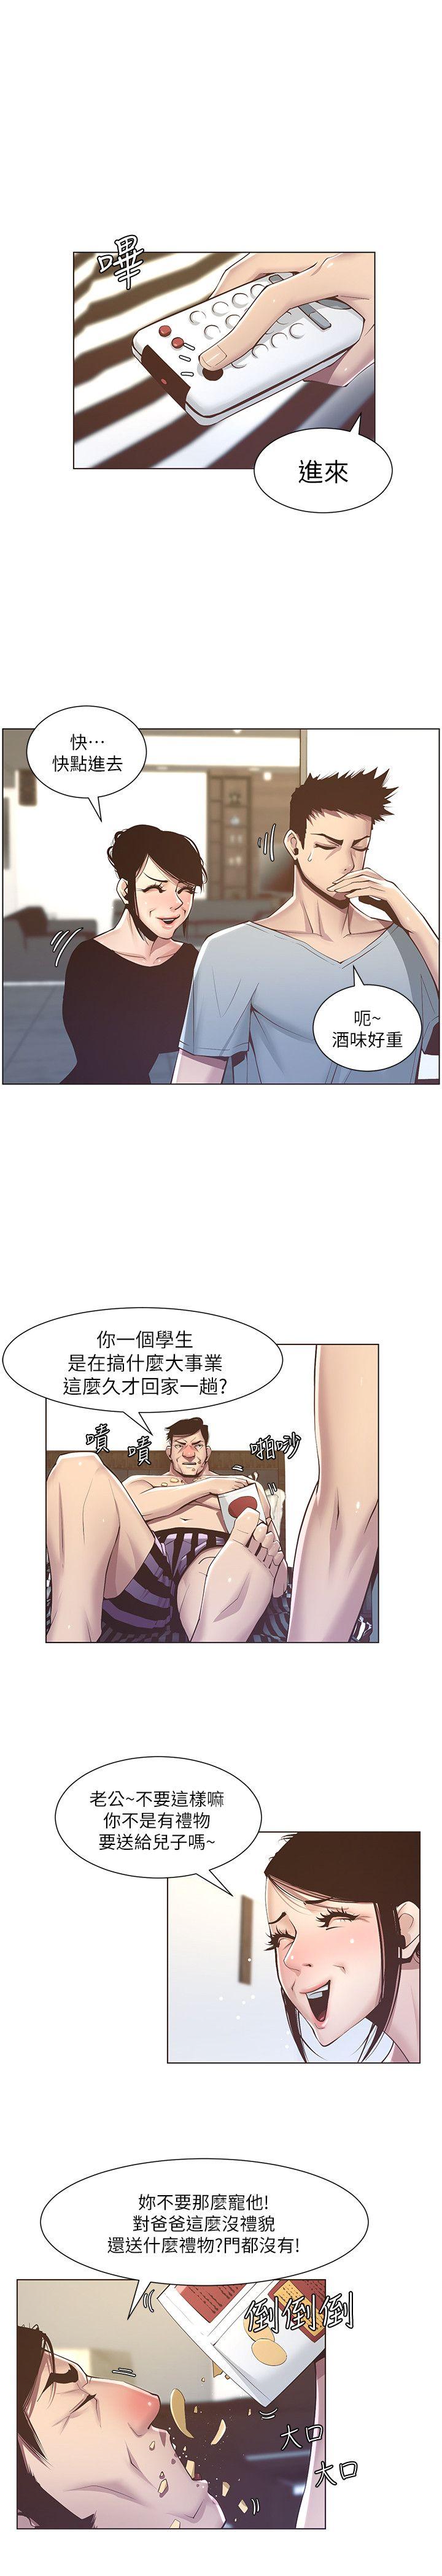 嗶
進來
快…
快點進去
呃~
酒味好重
你一個學生
是在搞什麼大事業
這麼久才回家一趟?
嘖
嘖
啪吵
老公~不要這樣嘛
你不是有禮物
要送給兒子嗎~
妳不要那麼寵他!
對爸爸這麼沒禮貌
還送什麼禮物?門都沒有!
倒倒倒
大口
大口